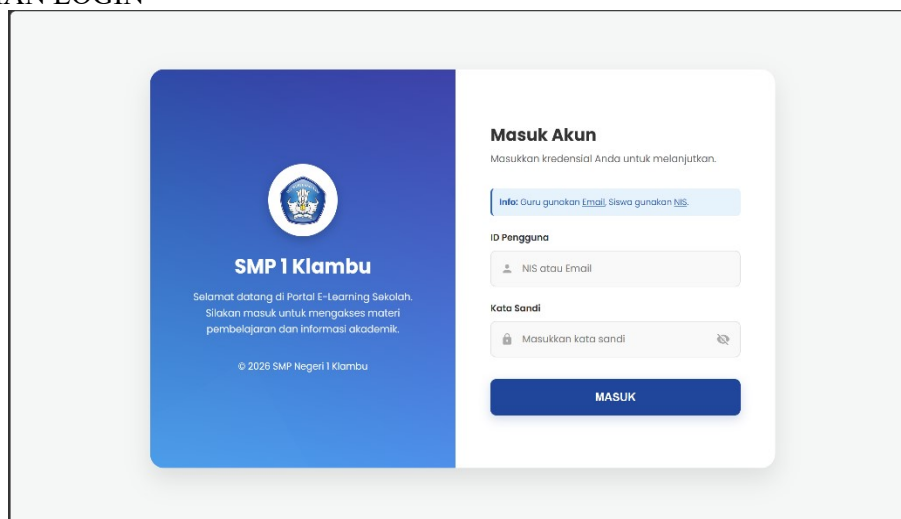 LOGIN
SMP 1 Klambu
Selamat datang di Portal E-Learning Sekolah.
Silakan masuk untuk mengakses materi
pembelajaran dan informasi akademik.
© 2026 SMP Negeri 1 Klambu
Masuk Akun
Masukkan kredensial Anda untuk melanjutkan.
Info: Guru gunakan Email, Siswa gunakan NIS.
ID Pengguna
NIS atau Email
Kata Sandi
Masukkan kata sandi
MASUK